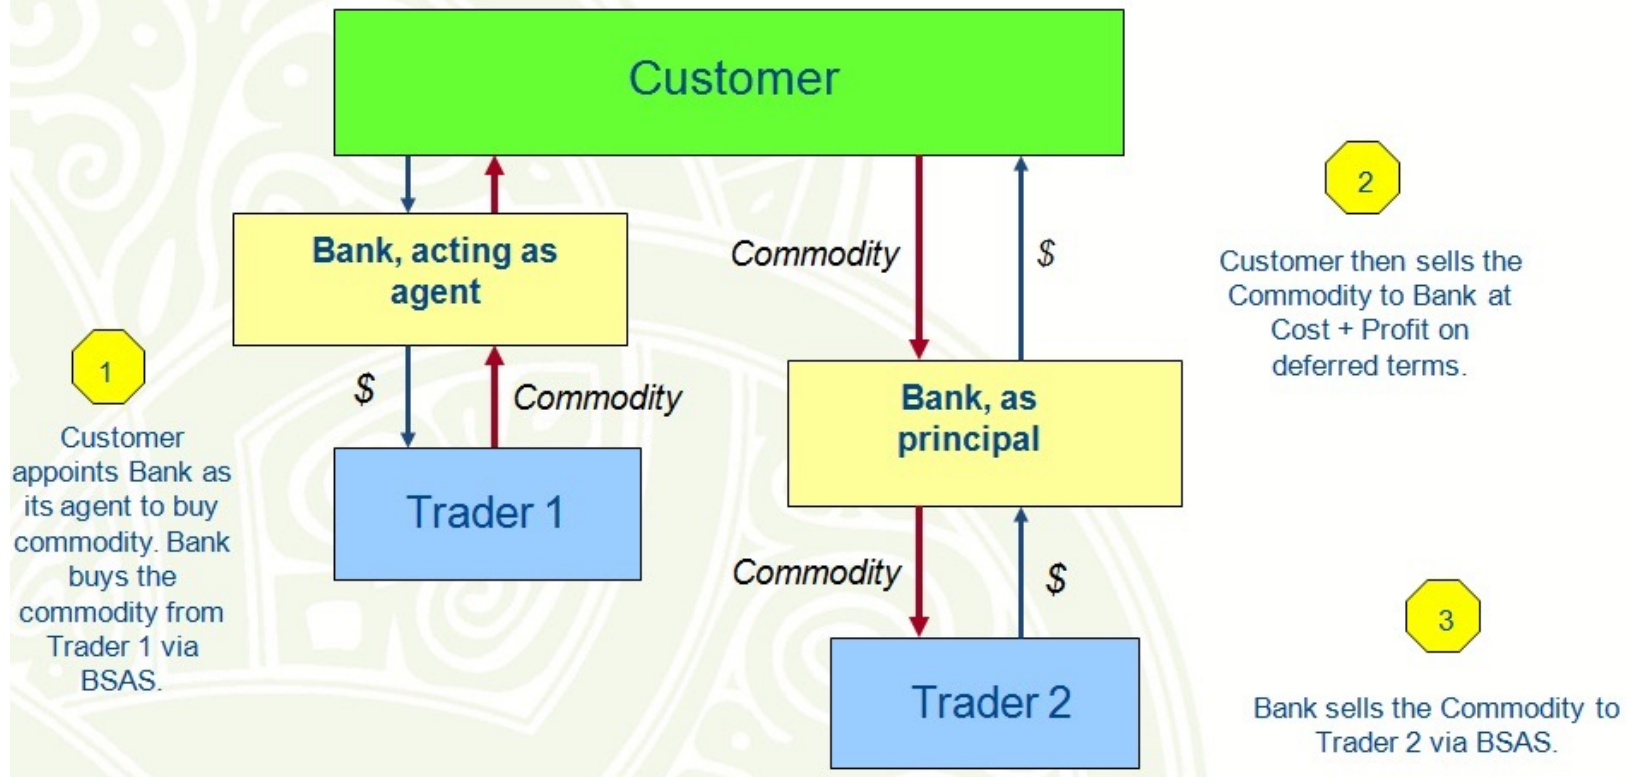 Customer
Bank, acting as
agent
Commodity
$
2
Customer then sells the
Commodity to Bank at
Cost + Profit on
deferred terms.
1
$
Commodity
Bank, as
principal
Customer
appoints Bank as
its agent to buy
commodity. Bank
buys the
commodity from
Trader 1 via
BSAS.
Trader 1
Commodity
$
3
Trader 2
Bank sells the Commodity to
Trader 2 via BSAS.